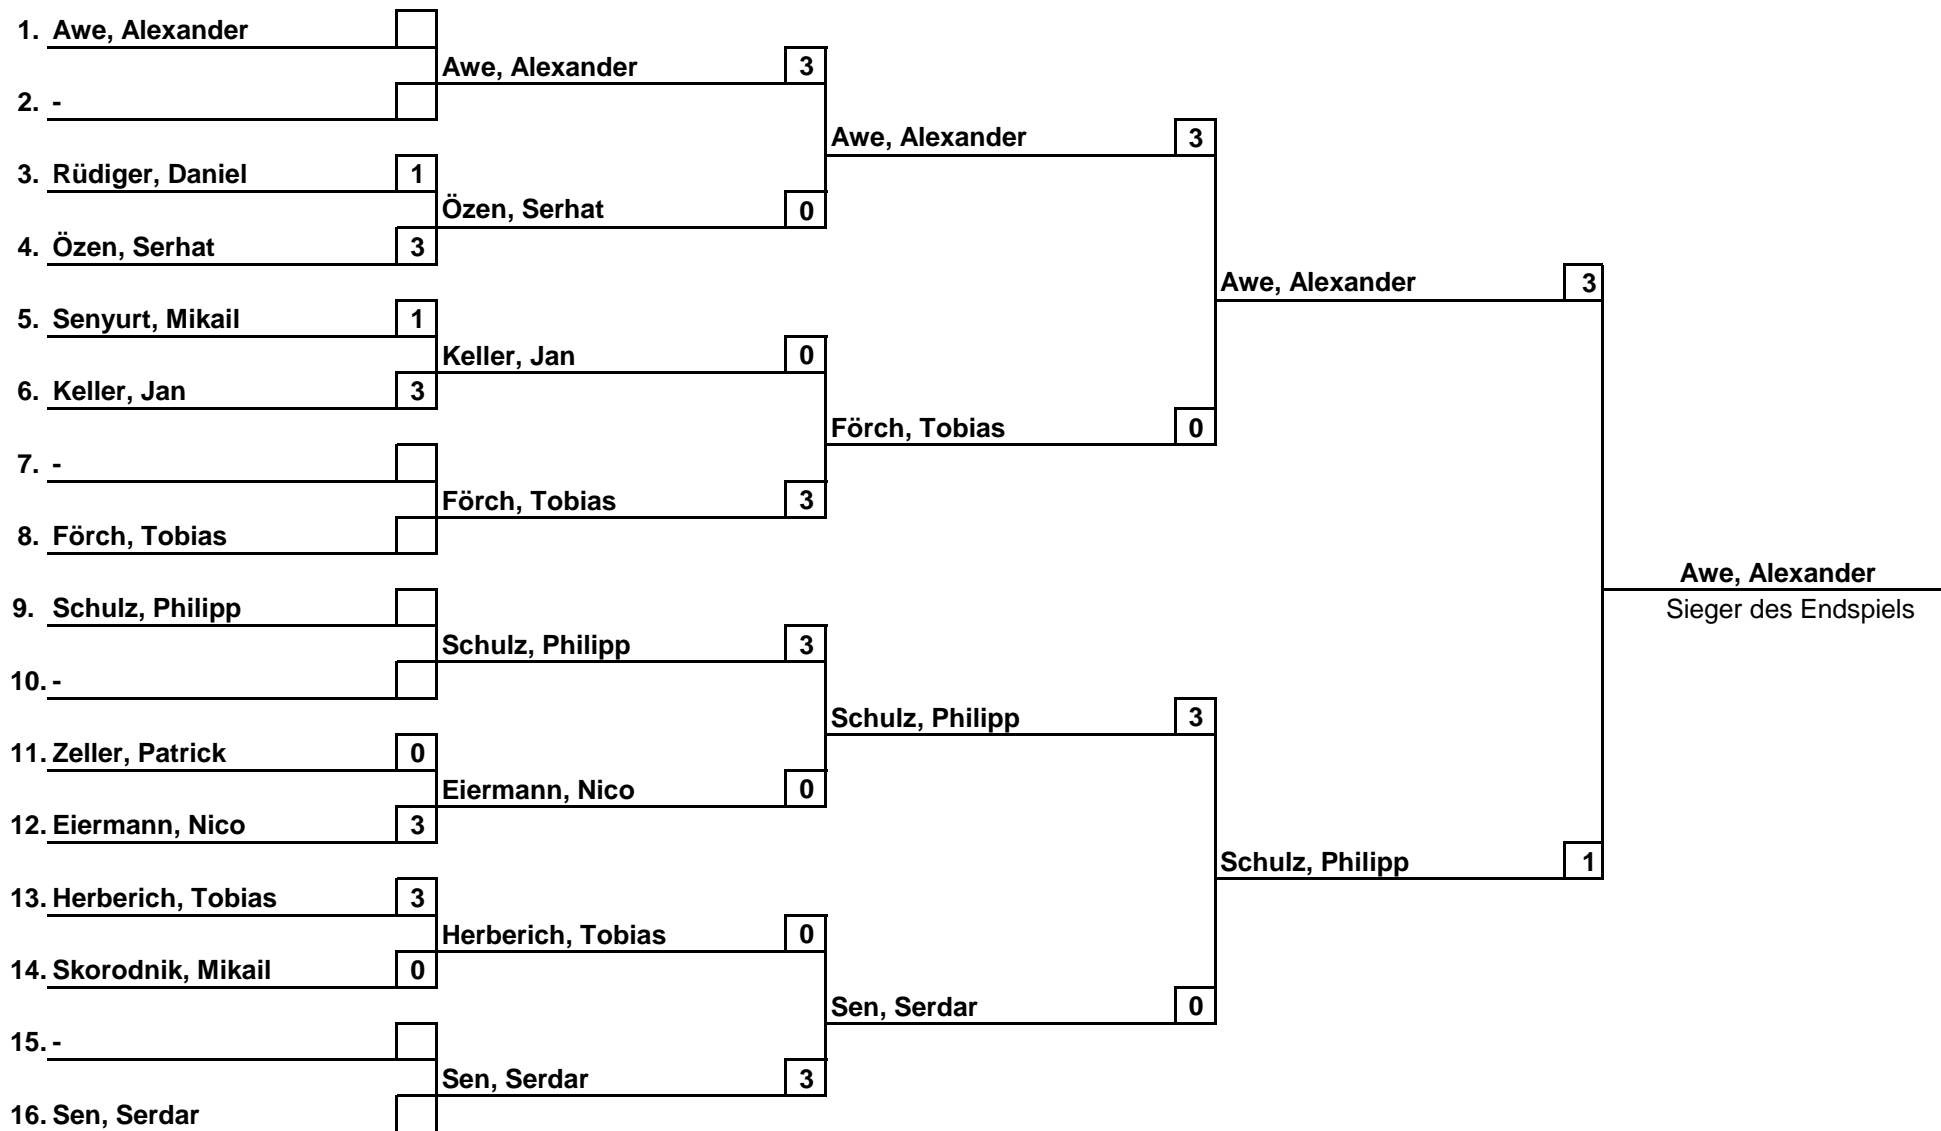 1. Awe, Alexander
Awe, Alexander 3
2. -
Awe, Alexander 3
3. Rüdiger, Daniel 1
Özen, Serhat 0
4. Özen, Serhat 3
Awe, Alexander 3
5. Senyurt, Mikail 1
Keller, Jan 0
6. Keller, Jan 3
Förch, Tobias 0
7. -
Förch, Tobias 3
8. Förch, Tobias
Awe, Alexander
Sieger des Endspiels
9. Schulz, Philipp
Schulz, Philipp 3
10. -
Schulz, Philipp 3
11. Zeller, Patrick 0
Eiermann, Nico 0
12. Eiermann, Nico 3
Schulz, Philipp 1
13. Herberich, Tobias 3
Herberich, Tobias 0
14. Skorodnik, Mikail 0
Sen, Serdar 0
15. -
Sen, Serdar 3
16. Sen, Serdar